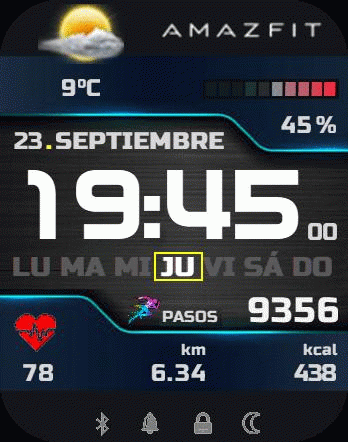 AMAZFIT
9ºC
45%
23.SEPTIEMBRE
19:45 00
LU MA MI JU VI SÁ DO
PASOS 9356
km kcal
78 6.34 438